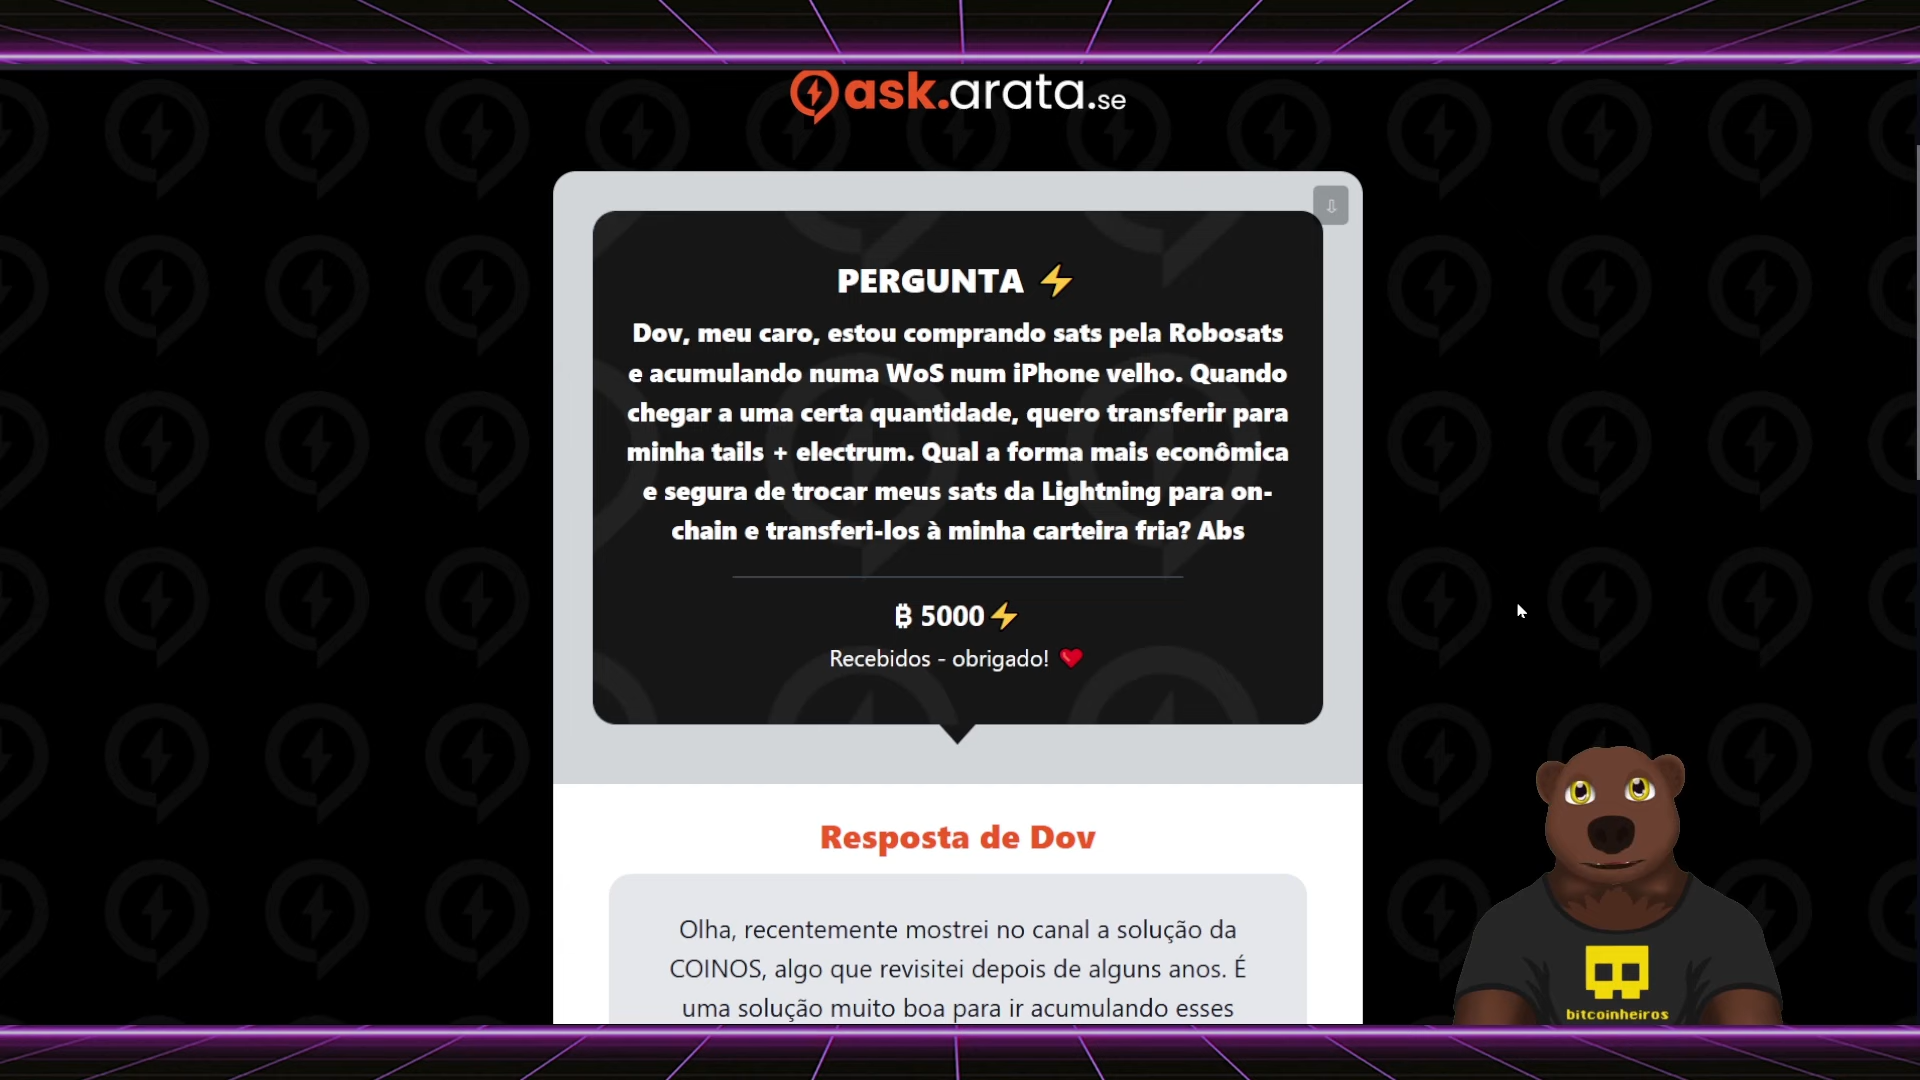 ask.arata.se
PERGUNTA ⚡
Dov, meu caro, estou comprando sats pela Robosats
e acumulando numa WoS num iPhone velho. Quando
chegar a uma certa quantidade, quero transferir para
minha tails + electrum. Qual a forma mais econômica
e segura de trocar meus sats da Lightning para on-
chain e transferi-los à minha carteira fria? Abs
₿ 5000⚡
Recebidos - obrigado! ❤️
Resposta de Dov
Olha, recentemente mostrei no canal a solução da
COINOS, algo que revisitei depois de alguns anos. É
uma solução muito boa para ir acumulando esses
bitcoinheiros